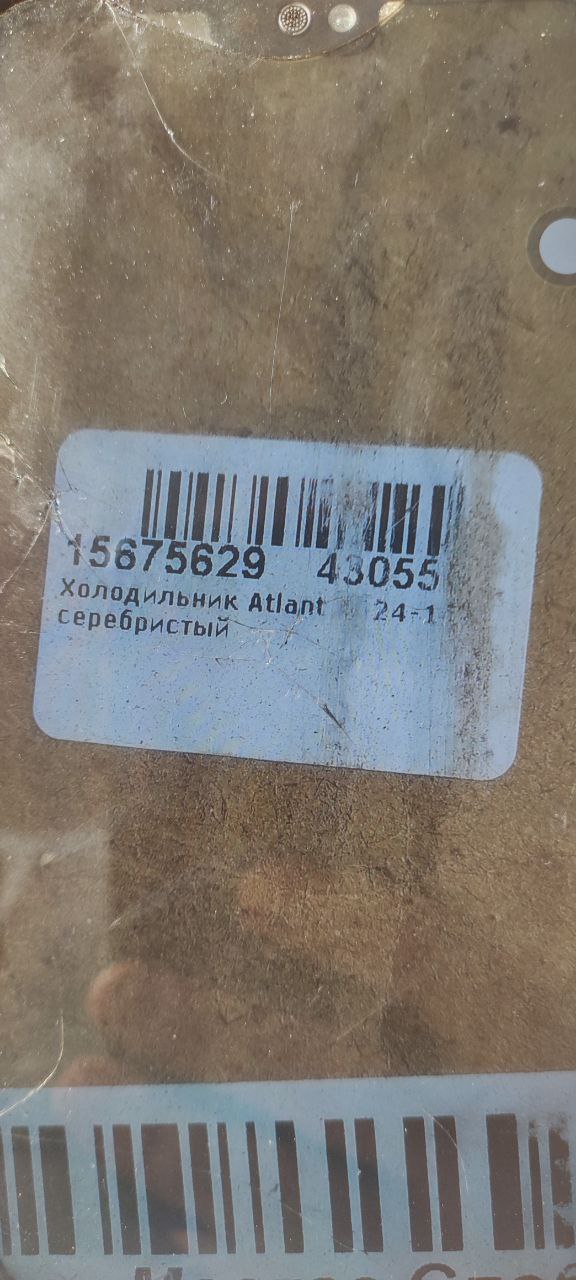 15675629 43055
Холодильник Atlant 24-1
серебристый